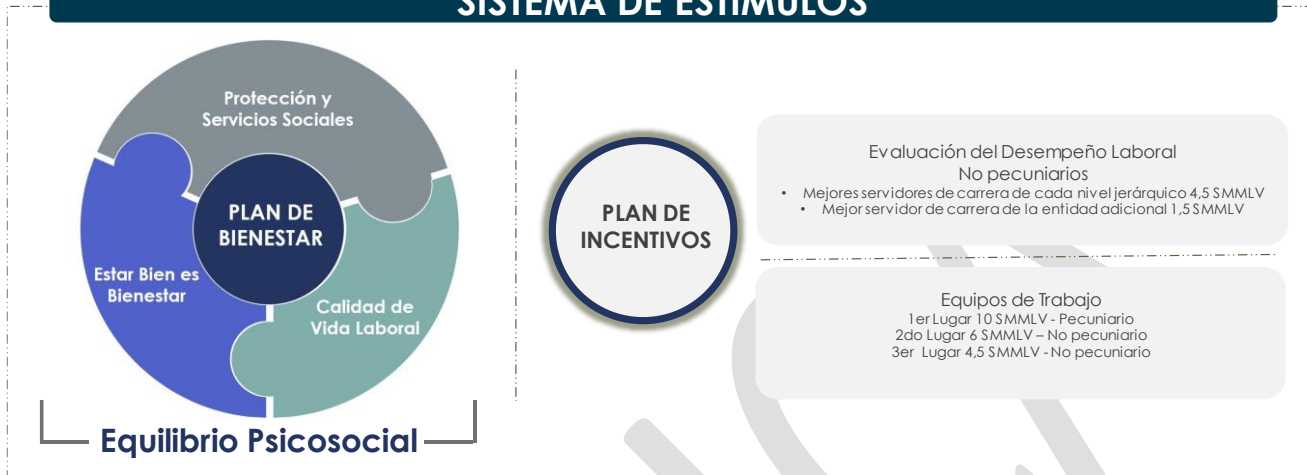 SISTEMA DE ESTÍMULOS
Protección y
Servicios Sociales
PLAN DE
BIENESTAR
Estar Bien es
Bienestar
Calidad de
Vida Laboral
Equilibrio Psicosocial
PLAN DE
INCENTIVOS
Evaluación del Desempeño Laboral
No pecuniarios
• Mejores servidores de carrera de cada nivel jerárquico 4,5 SMMLV
• Mejor servidor de carrera de la entidad adicional 1,5 SMMLV
Equipos de Trabajo
1er Lugar 10 SMMLV - Pecuniario
2do Lugar 6 SMMLV – No pecuniario
3er Lugar 4,5 SMMLV - No pecuniario